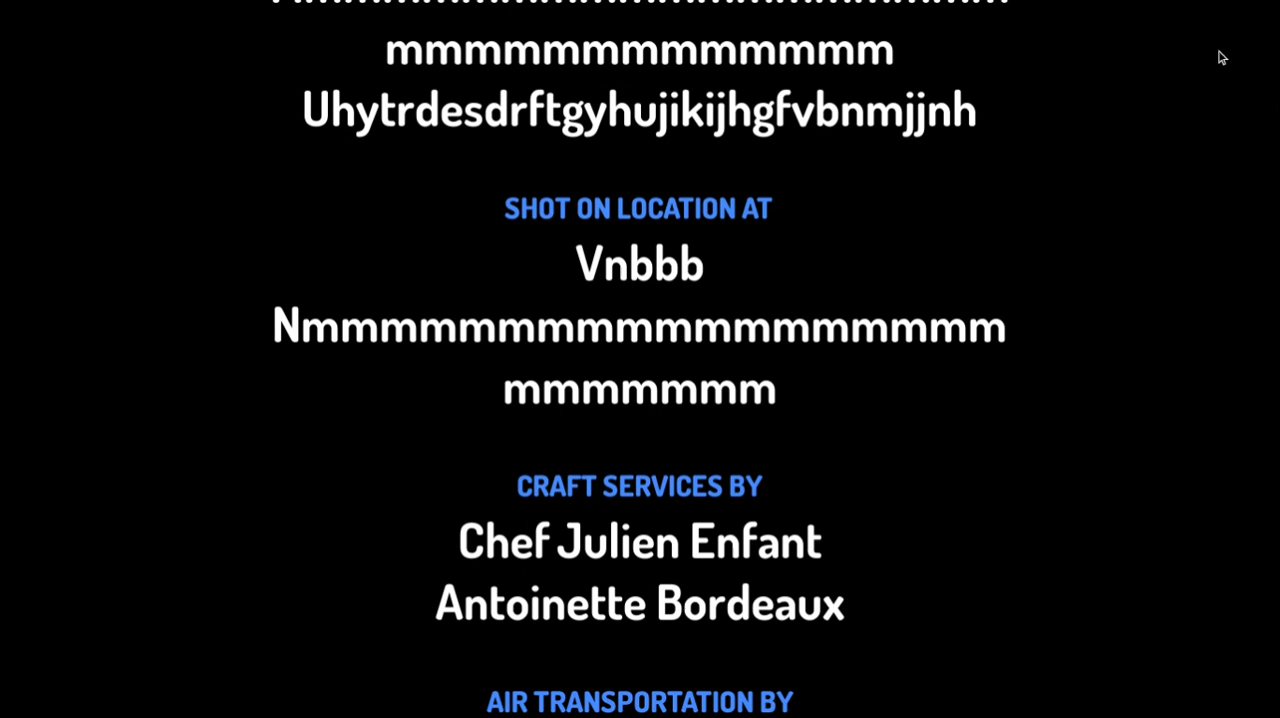 mmmmmmmmmmmmm
Uhytrdesdrftgyhujikijhgfvbnmjjnh
SHOT ON LOCATION AT
Vnbbb
Nmmmmmmmmmmmmmmmmmm
mmmmmmm
CRAFT SERVICES BY
Chef Julien Enfant
Antoinette Bordeaux
AIR TRANSPORTATION BY